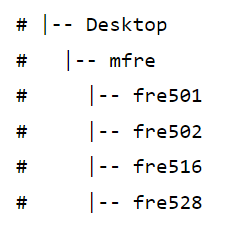 # |-- Desktop
#   |-- mfre
#     |-- fre501
#     |-- fre502
#     |-- fre516
#     |-- fre528